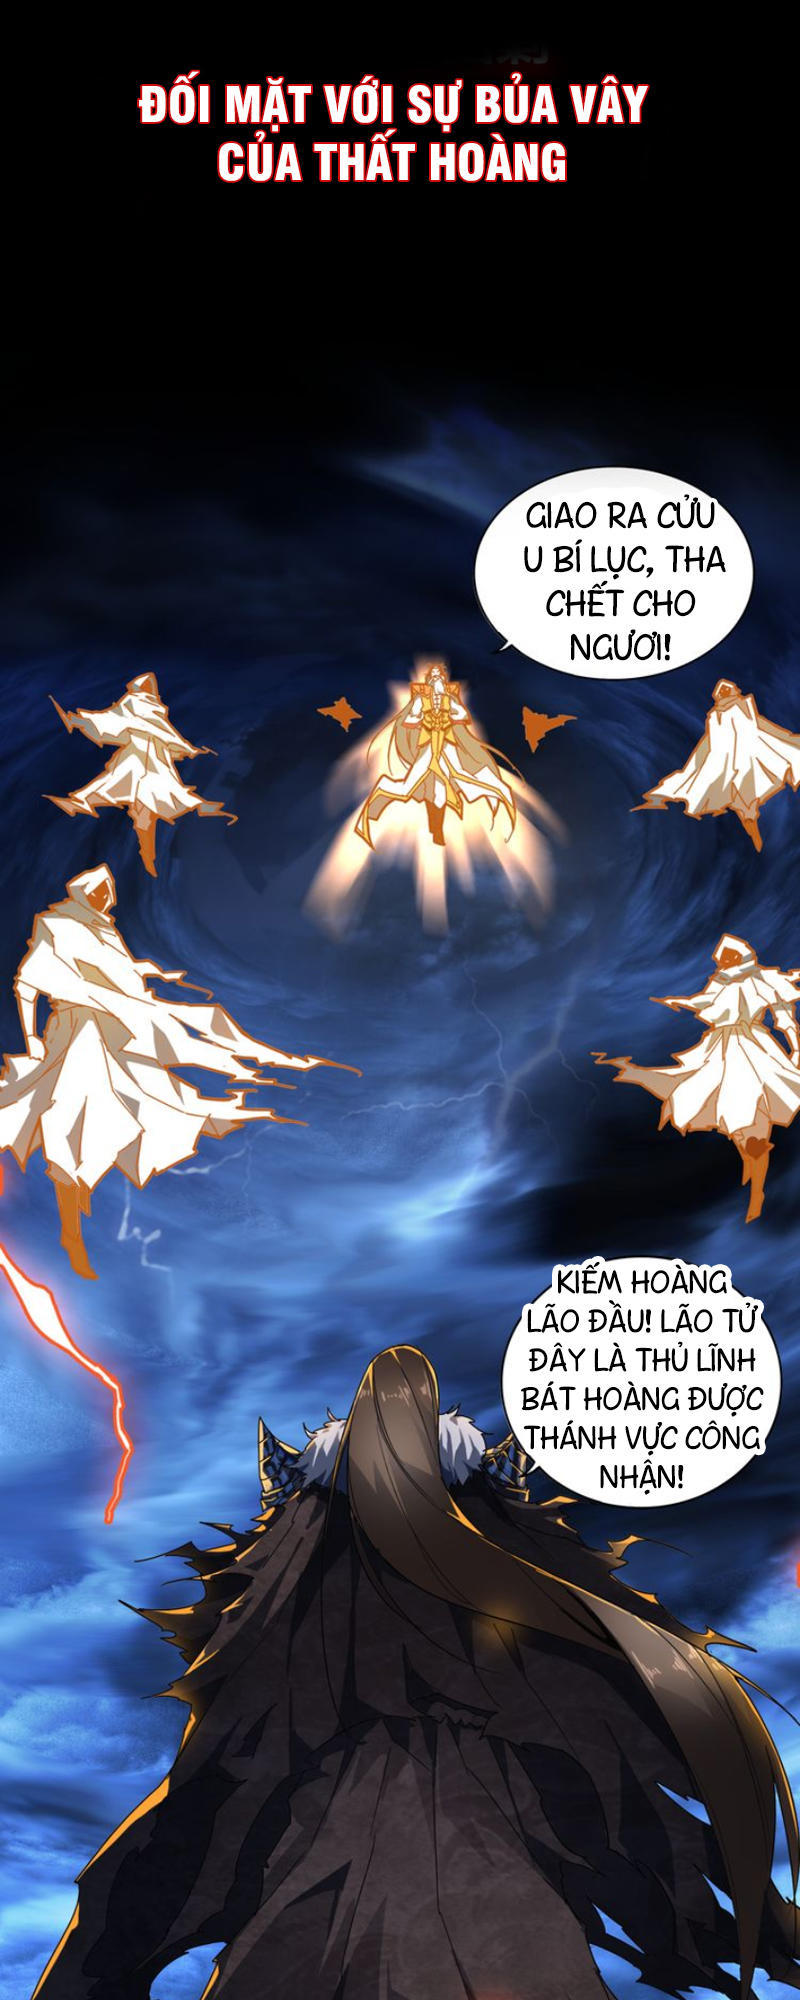 ĐỐI MẶT VỚI SỰ BỦA VÂY
CỦA THẤT HOÀNG
GIAO RA CỬU
U BÍ LỤC, THA
CHẾT CHO
NGƯƠI!
KIẾM HOÀNG
LÃO ĐẦU! LÃO TỬ
ĐÂY LÀ THỦ LĨNH
BÁT HOÀNG ĐƯỢC
THÁNH VỰC CÔNG
NHẬN!